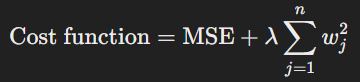 Cost function = MSE + λ ∑_{j=1}^{n} w_j^2